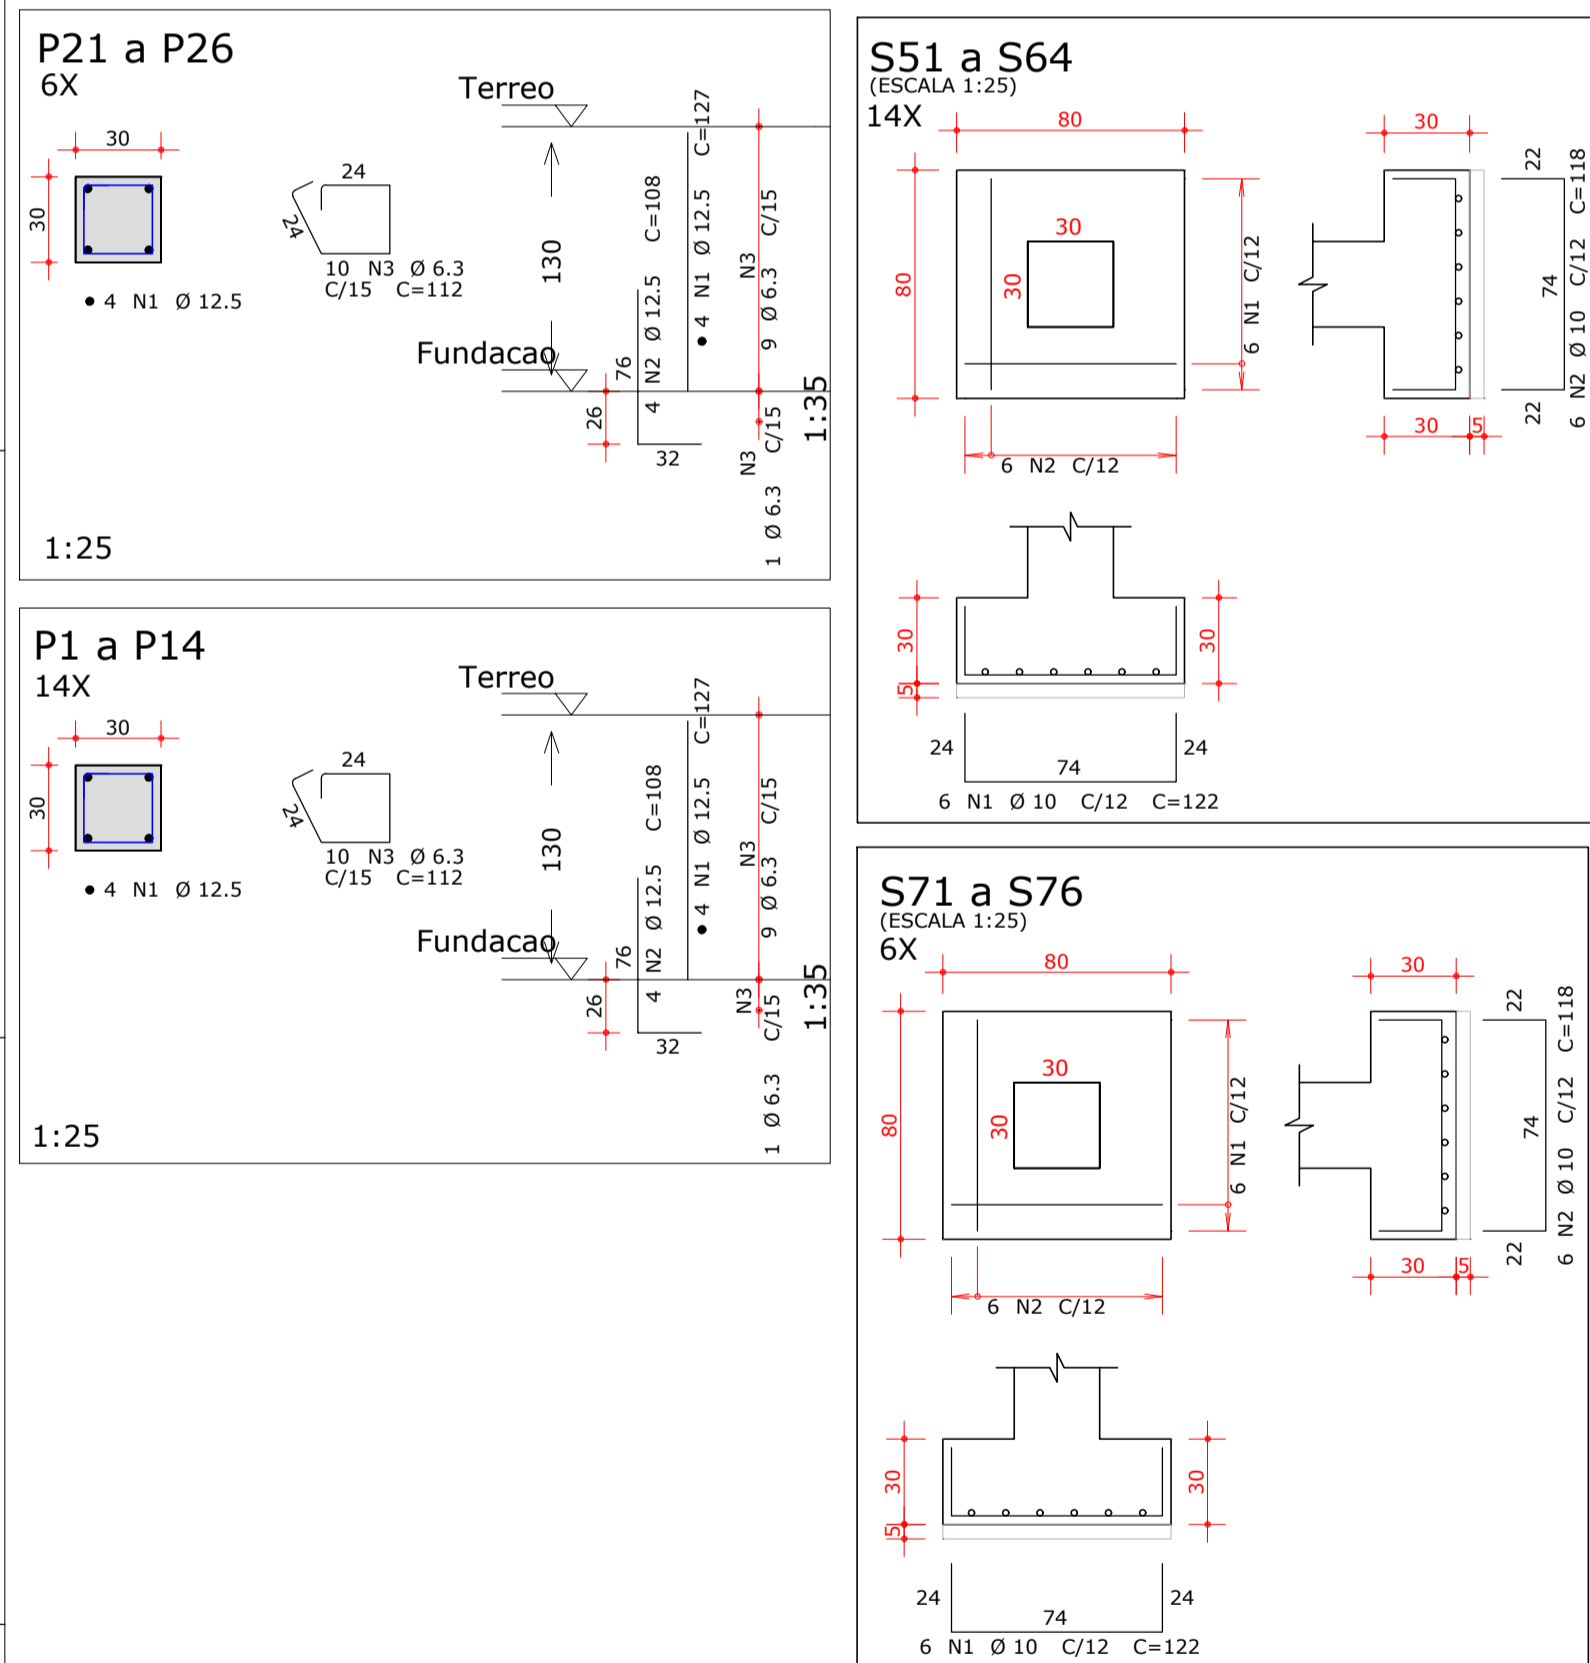 P21 a P26
6X
30
30
● 4 N1 Ø 12.5
24
24
10 N3 Ø 6.3
C/15 C=112
Terreo
130
Fundacao
26
76
32
4 N2 Ø 12.5 C=108
● 4 N1 Ø 12.5 C=127
N3
9 Ø 6.3 C/15
N3
1 Ø 6.3 C/15
1:35
1:25
P1 a P14
14X
30
30
● 4 N1 Ø 12.5
24
24
10 N3 Ø 6.3
C/15 C=112
Terreo
130
Fundacao
26
76
32
4 N2 Ø 12.5 C=108
● 4 N1 Ø 12.5 C=127
N3
9 Ø 6.3 C/15
N3
1 Ø 6.3 C/15
1:35
1:25
S51 a S64
(ESCALA 1:25)
14X
80
80
30
30
6 N1 C/12
6 N2 C/12
30
30
5
22
74
22
6 N2 Ø 10 C/12 C=118
30
5
30
24
74
24
6 N1 Ø 10 C/12 C=122
S71 a S76
(ESCALA 1:25)
6X
80
80
30
30
6 N1 C/12
6 N2 C/12
30
30
5
22
74
22
6 N2 Ø 10 C/12 C=118
30
5
30
24
74
24
6 N1 Ø 10 C/12 C=122